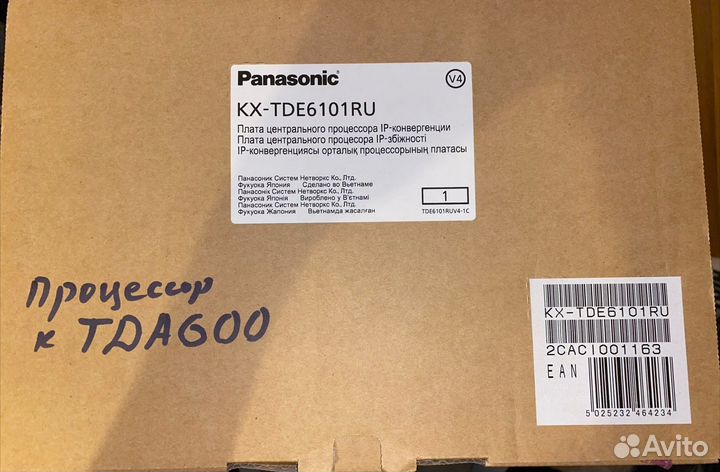 Panasonic
V4
KX-TDE6101RU
Плата центрального процессора IP-конвергенции
Плата центрального процесора IP-збіжності
IP-конвергенциясы орталық процессорының платасы
Панасоник Систем Нетворкс Ко., Лтд.
Фукуока Япония Сделано во Вьетнаме
Панасонік Систем Нетворкс Ко., Лтд.
Фукуока Японія Вироблено у В'єтнамі
Панасоник Систем Нетворкс Ко., Лтд.
Фукуока Жапония Вьетнамда жасалған
1
TDE6101RUV4-1C
Процессор
к TDA600
KX-TDE6101RU
2CACI001163
EAN
5 025232 464234
Avito